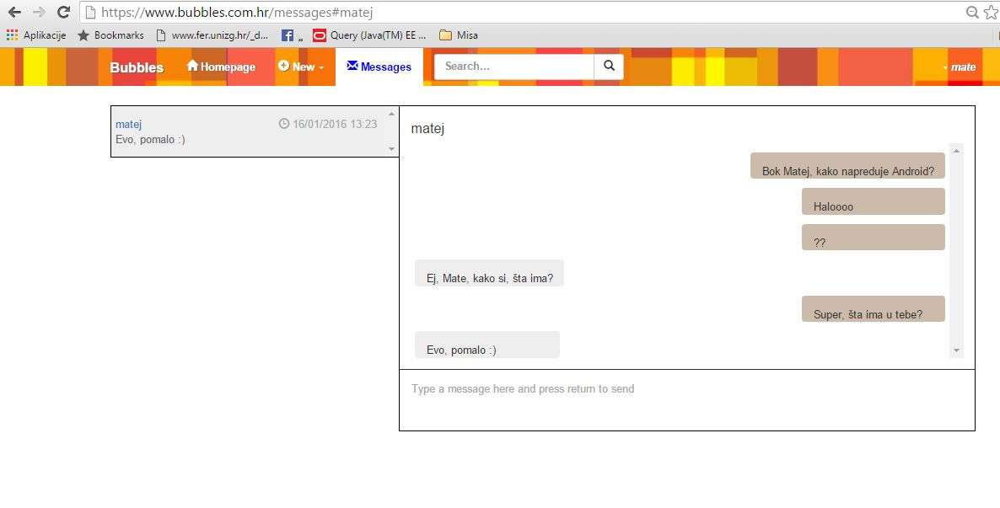 https://www.bubbles.com.hr/messages#matej
Aplikacije Bookmarks www.fer.unizg.hr/_d... „ Query (Java(TM) EE ... Misa
Bubbles Homepage New Messages Search... mate
matej 16/01/2016 13:23
Evo, pomalo :)
matej
Bok Matej, kako napreduje Android?
Haloooo
??
Ej, Mate, kako si, šta ima?
Super, šta ima u tebe?
Evo, pomalo :)
Type a message here and press return to send